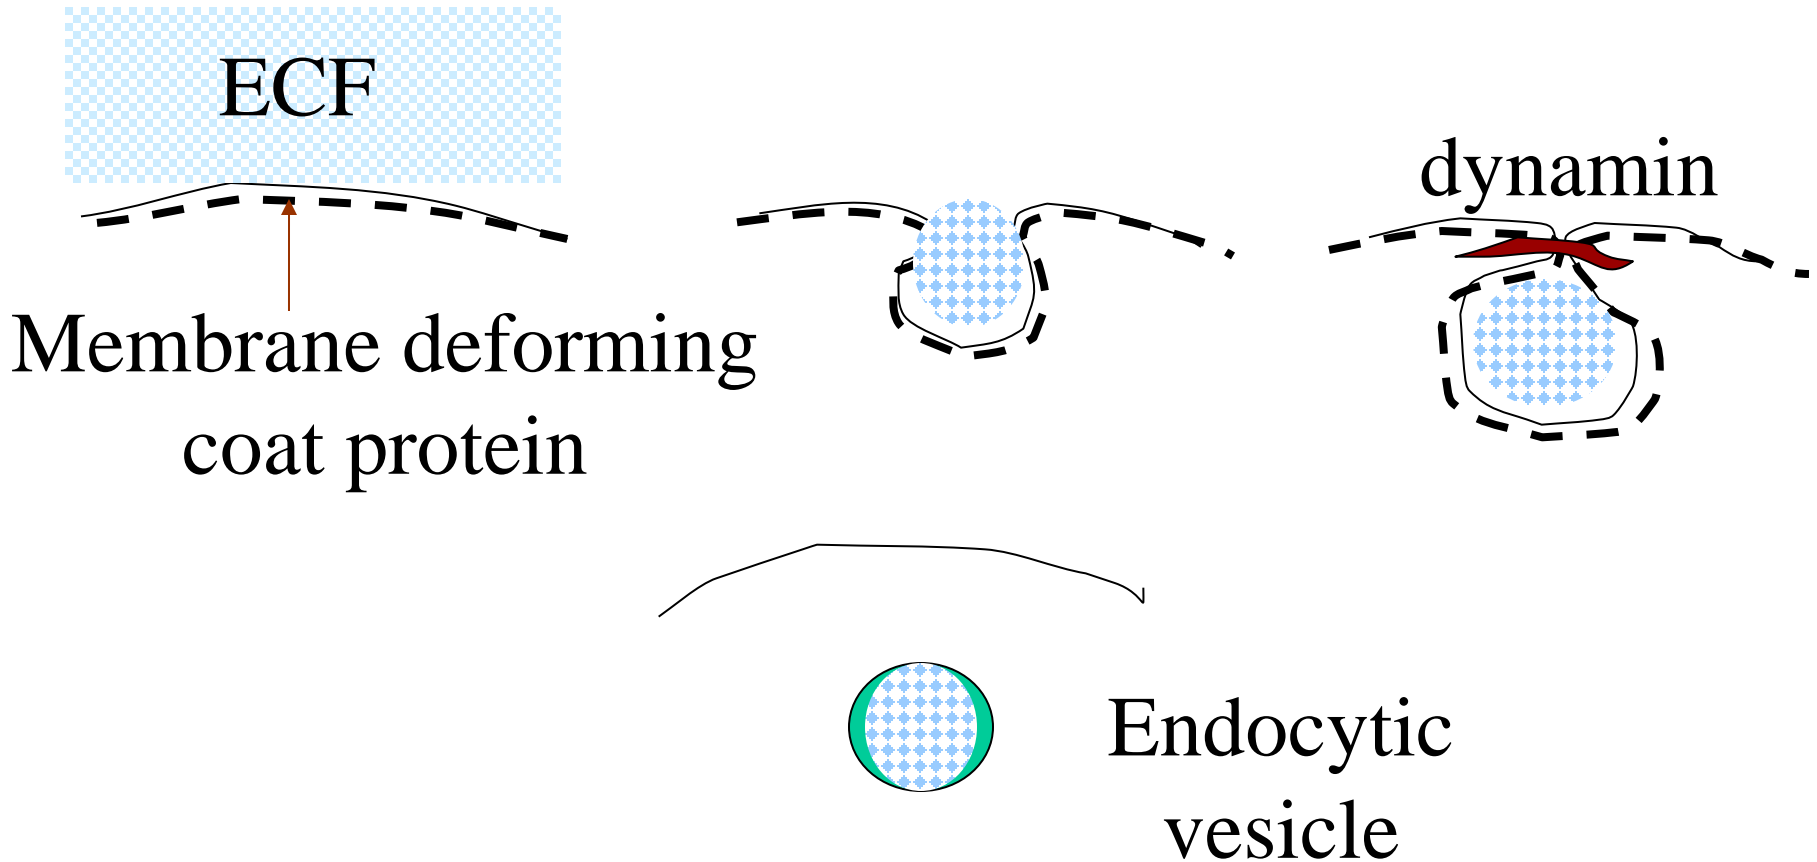 ECF
dynamin
Membrane deforming
coat protein
Endocytic
vesicle